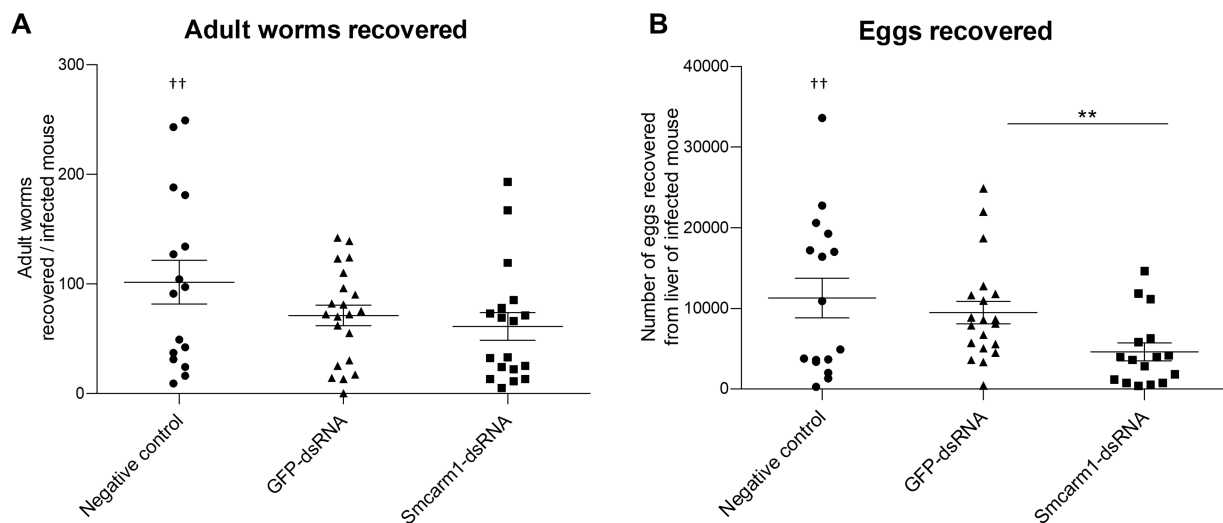 A
Adult worms recovered
Adult worms
recovered / infected mouse
300
200
100
0
††
Negative control
GFP-dsRNA
Smcarm1-dsRNA
B
Eggs recovered
Number of eggs recovered
from liver of infected mouse
40000
30000
20000
10000
0
††
**
Negative control
GFP-dsRNA
Smcarm1-dsRNA